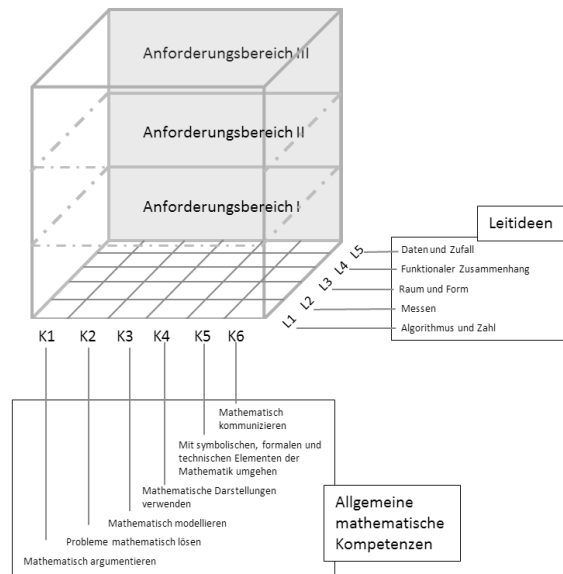 Anforderungsbereich III
Anforderungsbereich II
Anforderungsbereich I
Leitideen
L5
Daten und Zufall
L4
Funktionaler Zusammenhang
L3
Raum und Form
L2
Messen
L1
Algorithmus und Zahl
K1 K2 K3 K4 K5 K6
Mathematisch
kommunizieren
Mit symbolischen, formalen und
technischen Elementen der
Mathematik umgehen
Mathematische Darstellungen
verwenden
Mathematisch modellieren
Probleme mathematisch lösen
Mathematisch argumentieren
Allgemeine
mathematische
Kompetenzen